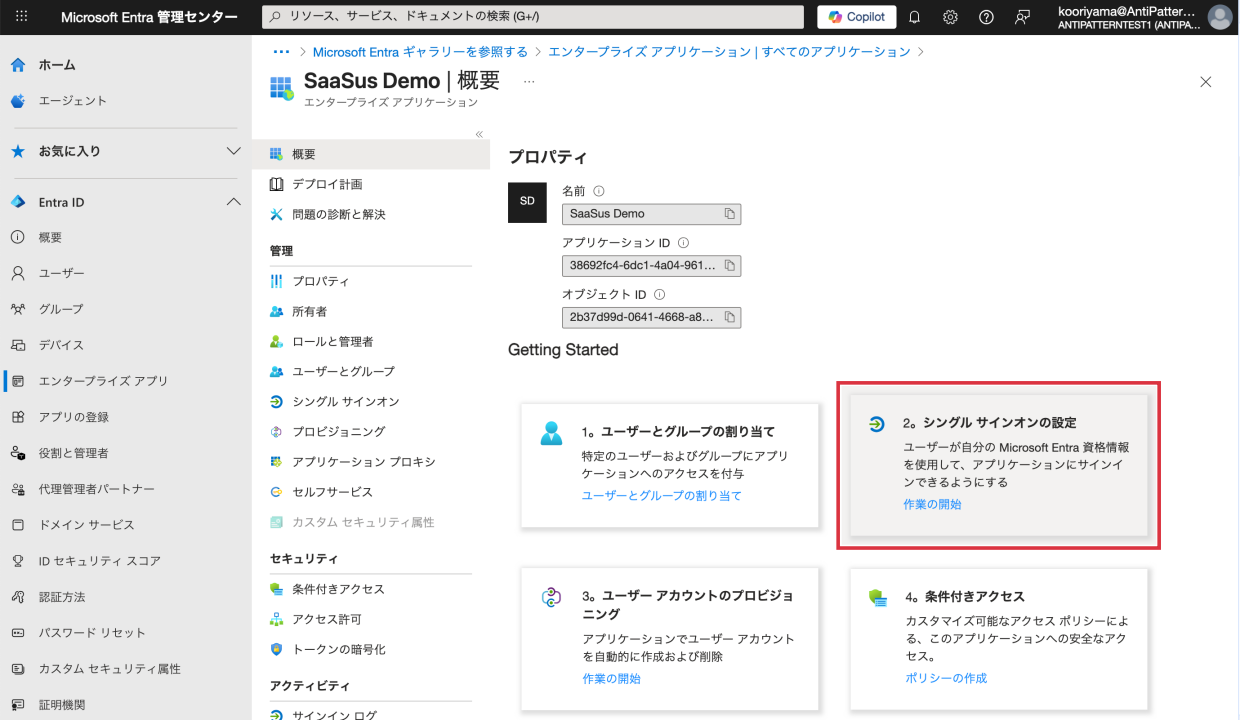 Microsoft Entra 管理センター
リソース、サービス、ドキュメントの検索 (G+/)
Copilot
kooriyama@AntiPatter...
ANTIPATTERNTEST1 (ANTIPA...
ホーム
エージェント
お気に入り
Entra ID
概要
ユーザー
グループ
デバイス
エンタープライズ アプリ
アプリの登録
役割と管理者
代理管理者パートナー
ドメイン サービス
ID セキュリティ スコア
認証方法
パスワード リセット
カスタム セキュリティ属性
証明機関
··· > Microsoft Entra ギャラリーを参照する > エンタープライズ アプリケーション | すべてのアプリケーション >
SaaSus Demo | 概要 ...
エンタープライズ アプリケーション
概要
デプロイ計画
問題の診断と解決
管理
プロパティ
所有者
ロールと管理者
ユーザーとグループ
シングル サインオン
プロビジョニング
アプリケーション プロキシ
セルフサービス
カスタム セキュリティ属性
セキュリティ
条件付きアクセス
アクセス許可
トークンの暗号化
アクティビティ
サインイン ログ
プロパティ
SD
名前
SaaSus Demo
アプリケーション ID
38692fc4-6dc1-4a04-961...
オブジェクト ID
2b37d99d-0641-4668-a8...
Getting Started
1。ユーザーとグループの割り当て
特定のユーザーおよびグループにアプリ
ケーションへのアクセスを付与
ユーザーとグループの割り当て
2。シングル サインオンの設定
ユーザーが自分の Microsoft Entra 資格情報
を使用して、アプリケーションにサインイ
ンできるようにする
作業の開始
3。ユーザー アカウントのプロビジョ
ニング
アプリケーションでユーザー アカウント
を自動的に作成および削除
作業の開始
4。条件付きアクセス
カスタマイズ可能なアクセス ポリシーによ
る、このアプリケーションへの安全なアク
セス。
ポリシーの作成